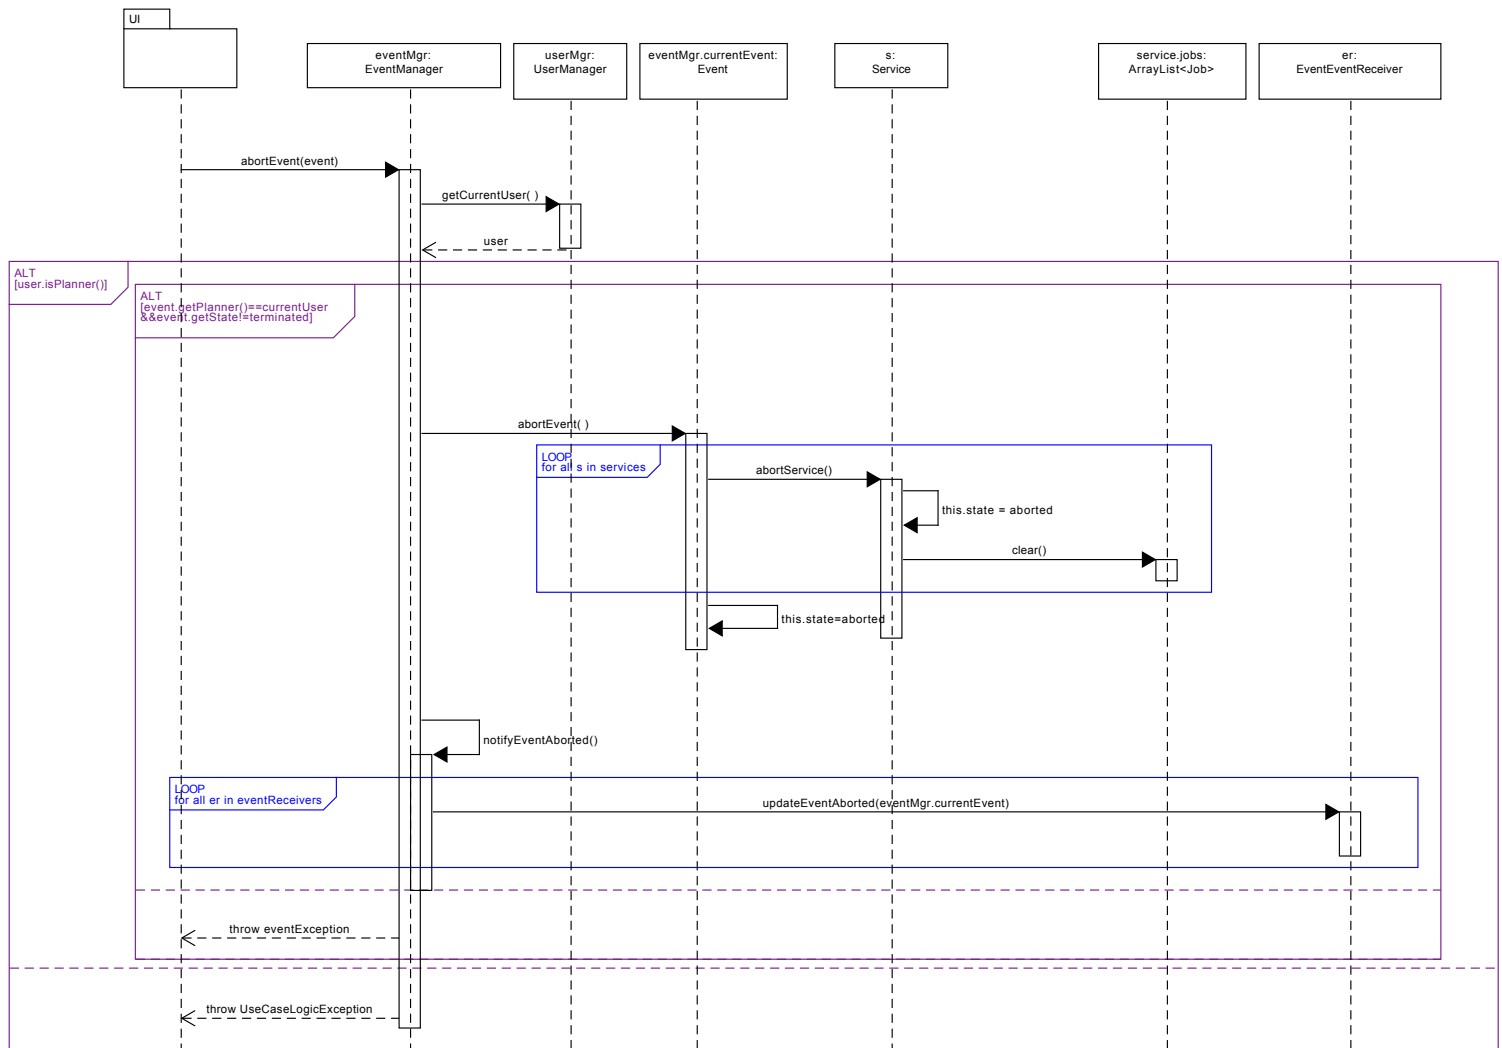 UI
eventMgr:
EventManager
userMgr:
UserManager
eventMgr.currentEvent:
Event
s:
Service
service.jobs:
ArrayList<Job>
er:
EventEventReceiver
abortEvent(event)
getCurrentUser( )
user
ALT
[user.isPlanner()]
ALT
[event.getPlanner()==currentUser
&&event.getState!=terminated]
abortEvent( )
LOOP
for all s in services
abortService()
this.state = aborted
clear()
this.state=aborted
notifyEventAborted()
LOOP
for all er in eventReceivers
updateEventAborted(eventMgr.currentEvent)
throw eventException
throw UseCaseLogicException